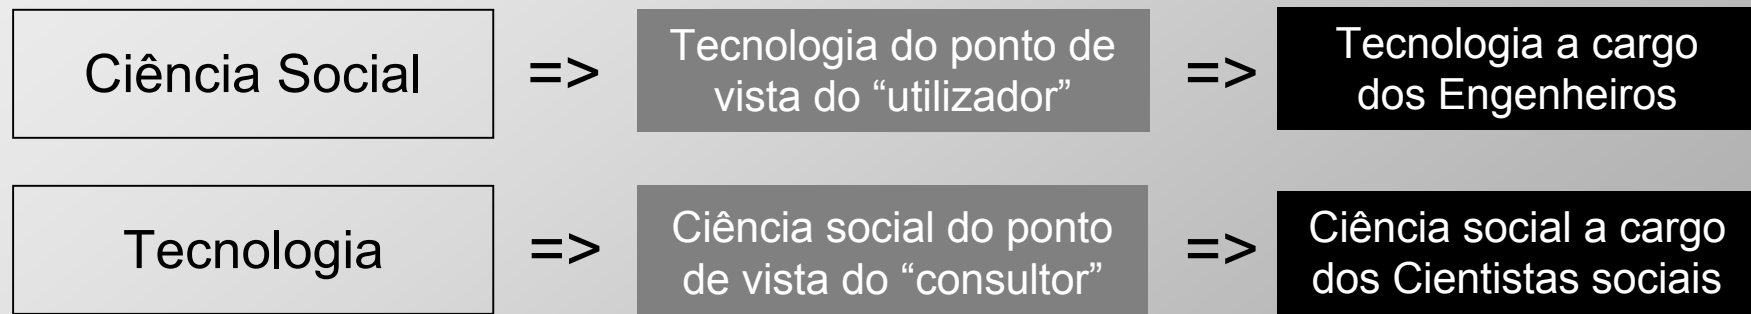 Ciência Social
=>
Tecnologia do ponto de
vista do “utilizador”
=>
Tecnologia a cargo
dos Engenheiros
Tecnologia
=>
Ciência social do ponto
de vista do “consultor”
=>
Ciência social a cargo
dos Cientistas sociais